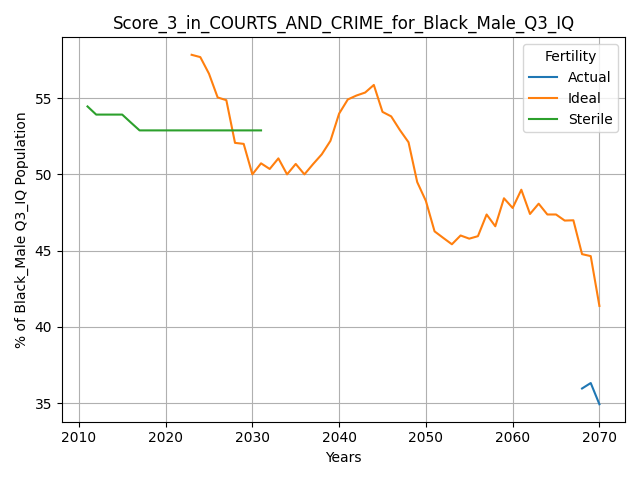 Score_3_in_COURTS_AND_CRIME_for_Black_Male_Q3_IQ
Fertility
Actual
Ideal
Sterile
% of Black_Male Q3_IQ Population
55
50
45
40
35
2010 2020 2030 2040 2050 2060 2070
Years